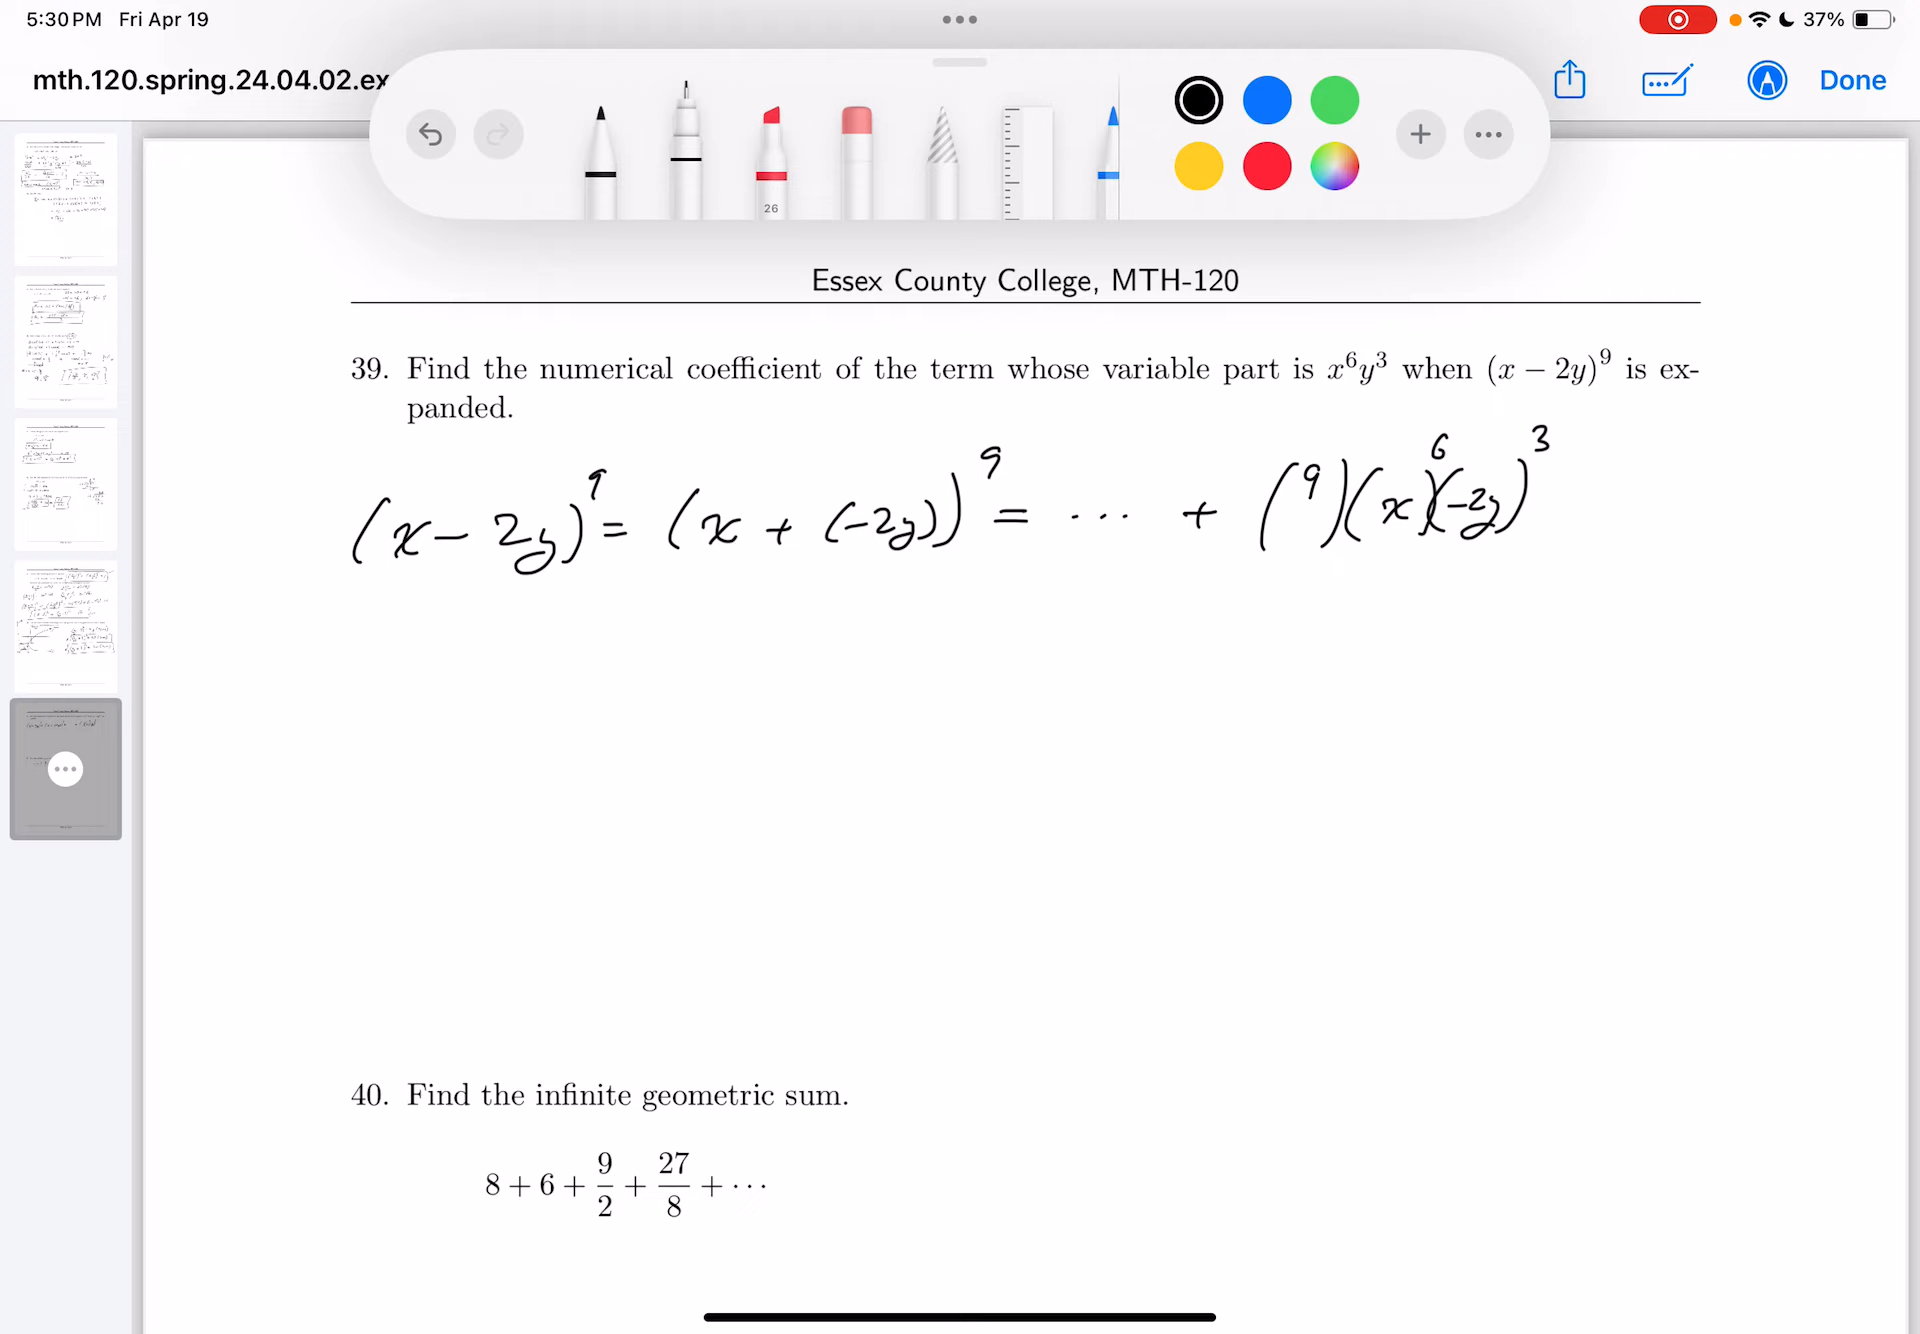 5:30 PM Fri Apr 19
37%
mth.120.spring.24.04.02.ex
Done
26
Essex County College, MTH-120
39. Find the numerical coefficient of the term whose variable part is x⁶y³ when (x − 2y)⁹ is ex-
panded.
(x − 2y)⁹ = (x + (-2y))⁹ = ... + (⁹)(x)⁶(-2y)³
40. Find the infinite geometric sum.
8 + 6 + 9/2 + 27/8 + ···